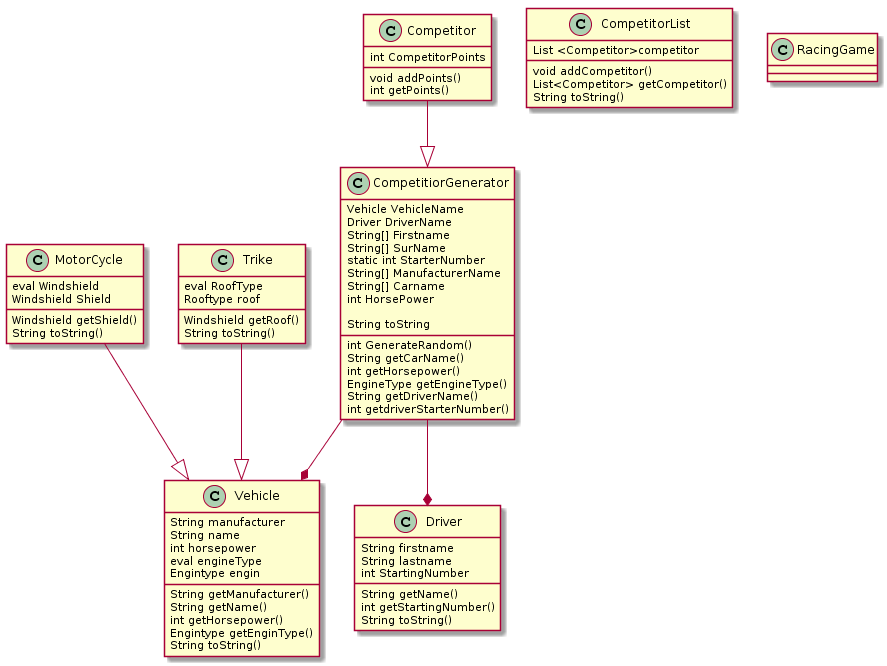 C Competitor
int CompetitorPoints
void addPoints()
int getPoints()
C CompetitorList
List <Competitor>competitor
void addCompetitor()
List<Competitor> getCompetitor()
String toString()
C RacingGame
C CompetitiorGenerator
Vehicle VehicleName
Driver DriverName
String[] Firstname
String[] SurName
static int StarterNumber
String[] ManufacturerName
String[] Carname
int HorsePower
String toString
int GenerateRandom()
String getCarName()
int getHorsepower()
EngineType getEngineType()
String getDriverName()
int getdriverStarterNumber()
C MotorCycle
eval Windshield
Windshield Shield
Windshield getShield()
String toString()
C Trike
eval RoofType
Rooftype roof
Windshield getRoof()
String toString()
C Vehicle
String manufacturer
String name
int horsepower
eval engineType
Engintype engin
String getManufacturer()
String getName()
int getHorsepower()
Engintype getEnginType()
String toString()
C Driver
String firstname
String lastname
int StartingNumber
String getName()
int getStartingNumber()
String toString()